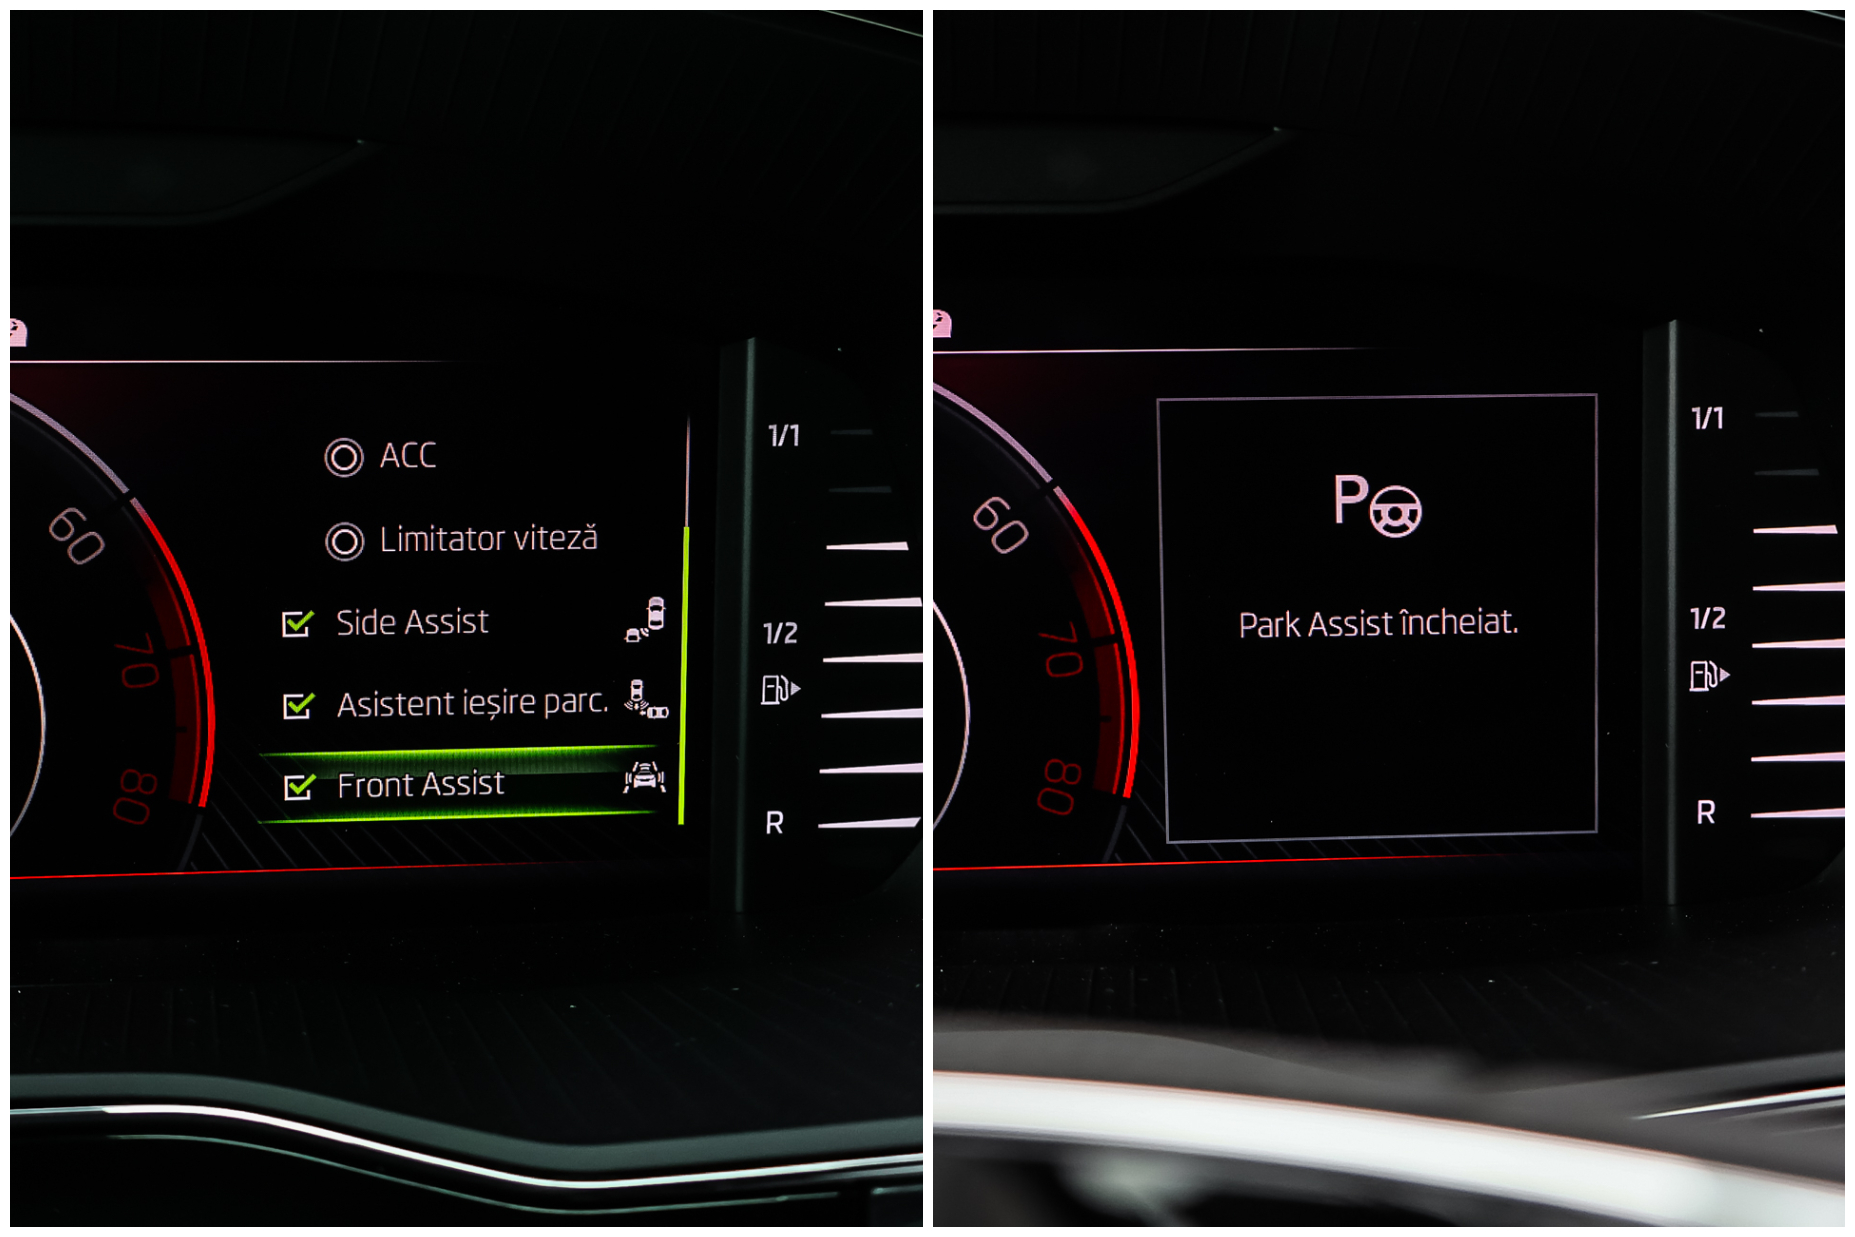 ACC
Limitator viteză
Side Assist
Asistent ieșire parc.
Front Assist
60
70
80
1/1
1/2
R
P
Park Assist încheiat.
60
70
80
1/1
1/2
R